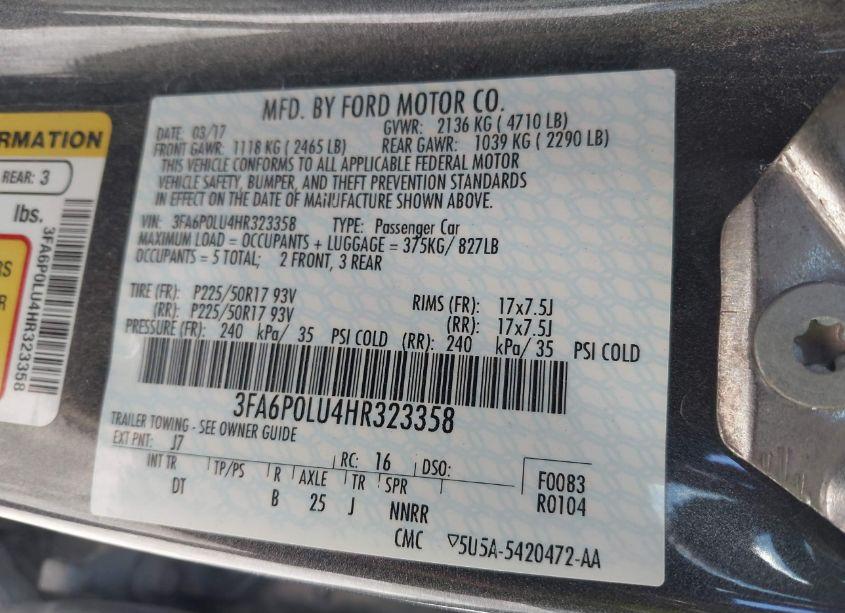 RMATION
REAR: 3
lbs.
RS
R
3FA6P0LU4HR323358
MFD. BY FORD MOTOR CO.
DATE: 03/17 GVWR: 2136 KG ( 4710 LB)
FRONT GAWR: 1118 KG ( 2465 LB) REAR GAWR: 1039 KG ( 2290 LB)
THIS VEHICLE CONFORMS TO ALL APPLICABLE FEDERAL MOTOR
VEHICLE SAFETY, BUMPER, AND THEFT PREVENTION STANDARDS
IN EFFECT ON THE DATE OF MANUFACTURE SHOWN ABOVE.
VIN: 3FA6P0LU4HR323358 TYPE: Passenger Car
MAXIMUM LOAD = OCCUPANTS + LUGGAGE = 375KG/ 827LB
OCCUPANTS = 5 TOTAL; 2 FRONT, 3 REAR
TIRE (FR): P225/50R17 93V RIMS (FR): 17x7.5J
(RR): P225/50R17 93V (RR): 17x7.5J
PRESSURE (FR): 240 kPa/ 35 PSI COLD (RR): 240 kPa/ 35 PSI COLD
3FA6P0LU4HR323358
TRAILER TOWING - SEE OWNER GUIDE
EXT PNT: J7 RC: 16 DSO: F0083
INT TR TP/PS R AXLE TR SPR R0104
DT B 25 J NNRR
CMC ▽5U5A-5420472-AA